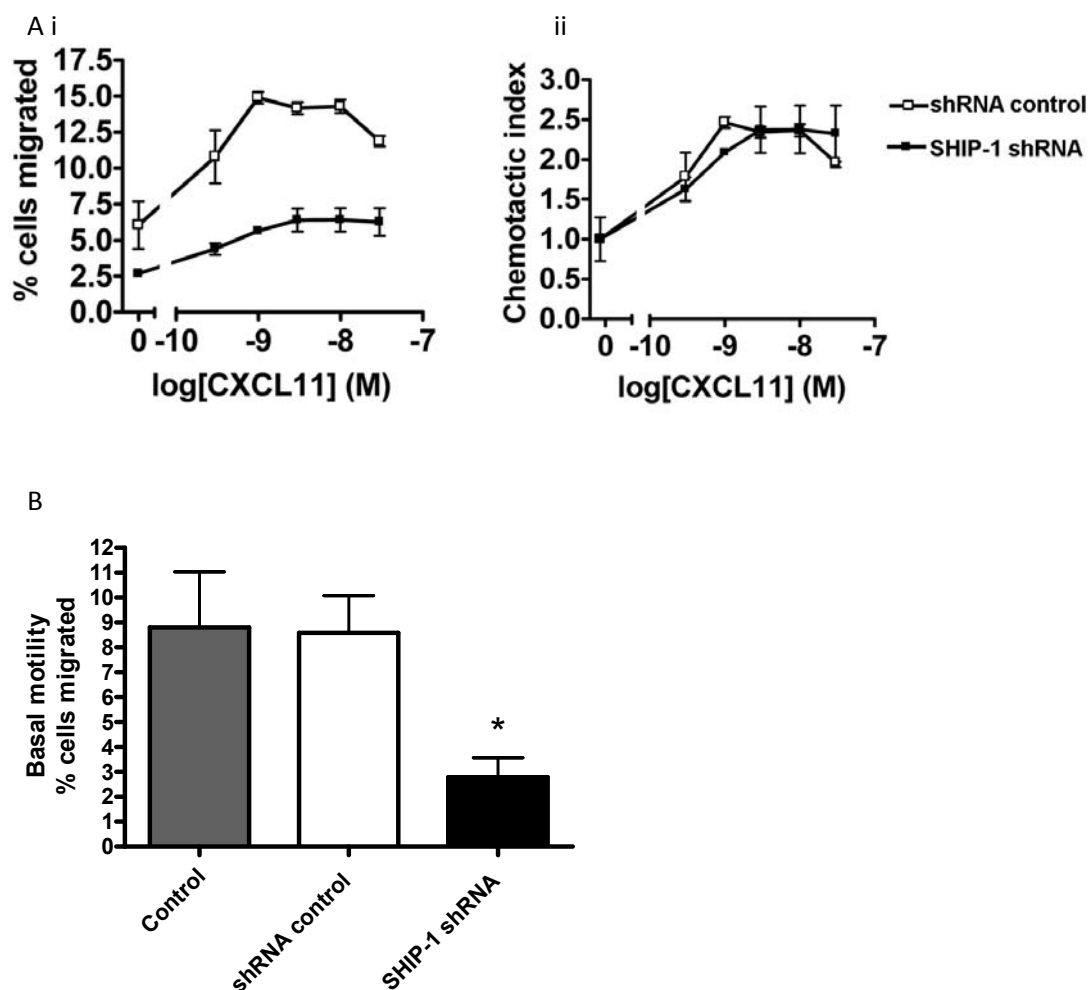 A i
ii
17.5
15.0
12.5
10.0
7.5
5.0
2.5
0.0
% cells migrated
0 -10 -9 -8 -7
log[CXCL11] (M)
3.0
2.5
2.0
1.5
1.0
0.5
0.0
Chemotactic index
0 -10 -9 -8 -7
log[CXCL11] (M)
shRNA control
SHIP-1 shRNA
B
12
11
10
9
8
7
6
5
4
3
2
1
0
Basal motility
% cells migrated
*
Control
shRNA control
SHIP-1 shRNA